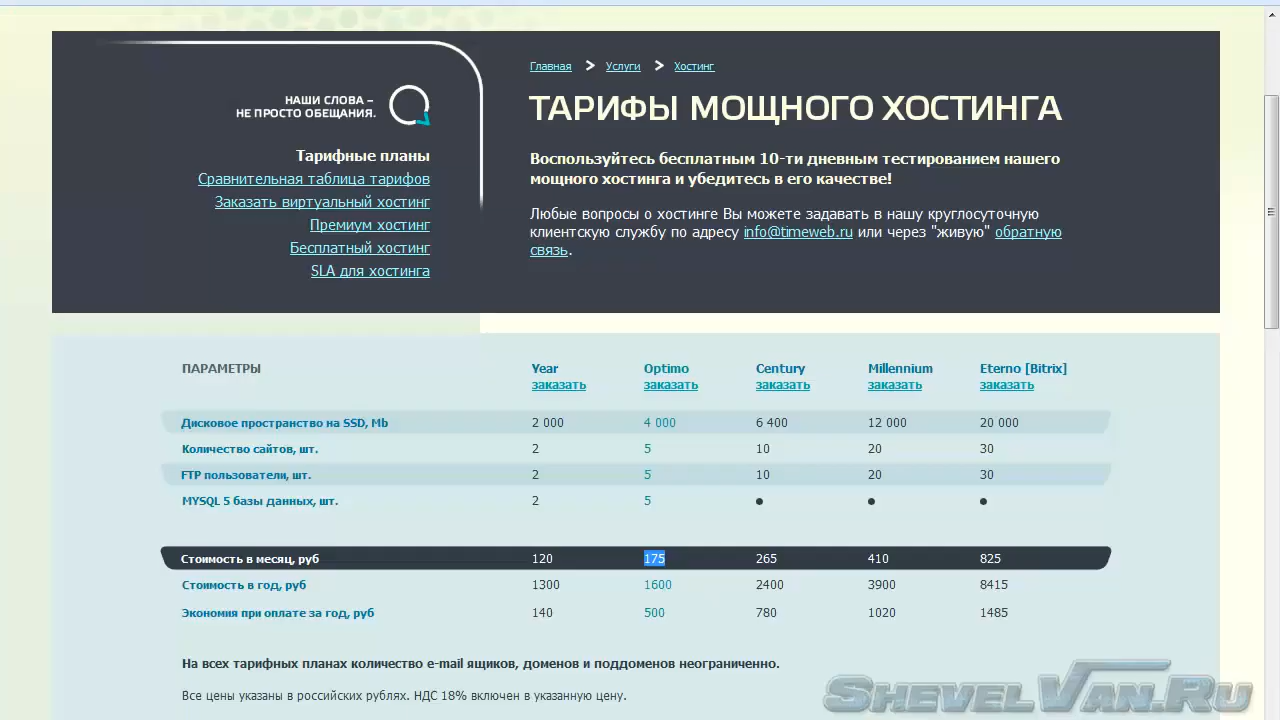 НАШИ СЛОВА –
НЕ ПРОСТО ОБЕЩАНИЯ.
Тарифные планы
Сравнительная таблица тарифов
Заказать виртуальный хостинг
Премиум хостинг
Бесплатный хостинг
SLA для хостинга
Главная > Услуги > Хостинг
ТАРИФЫ МОЩНОГО ХОСТИНГА
Воспользуйтесь бесплатным 10-ти дневным тестированием нашего
мощного хостинга и убедитесь в его качестве!
Любые вопросы о хостинге Вы можете задавать в нашу круглосуточную
клиентскую службу по адресу info@timeweb.ru или через "живую" обратную
связь.
ПАРАМЕТРЫ Year Optimo Century Millennium Eterno [Bitrix]
заказать заказать заказать заказать заказать
Дисковое пространство на SSD, Mb 2 000 4 000 6 400 12 000 20 000
Количество сайтов, шт. 2 5 10 20 30
FTP пользователи, шт. 2 5 10 20 30
MYSQL 5 базы данных, шт. 2 5 ● ● ●
Стоимость в месяц, руб 120 175 265 410 825
Стоимость в год, руб 1300 1600 2400 3900 8415
Экономия при оплате за год, руб 140 500 780 1020 1485
На всех тарифных планах количество e-mail ящиков, доменов и поддоменов неограниченно.
Все цены указаны в российских рублях. НДС 18% включен в указанную цену.
ShevelVan.Ru